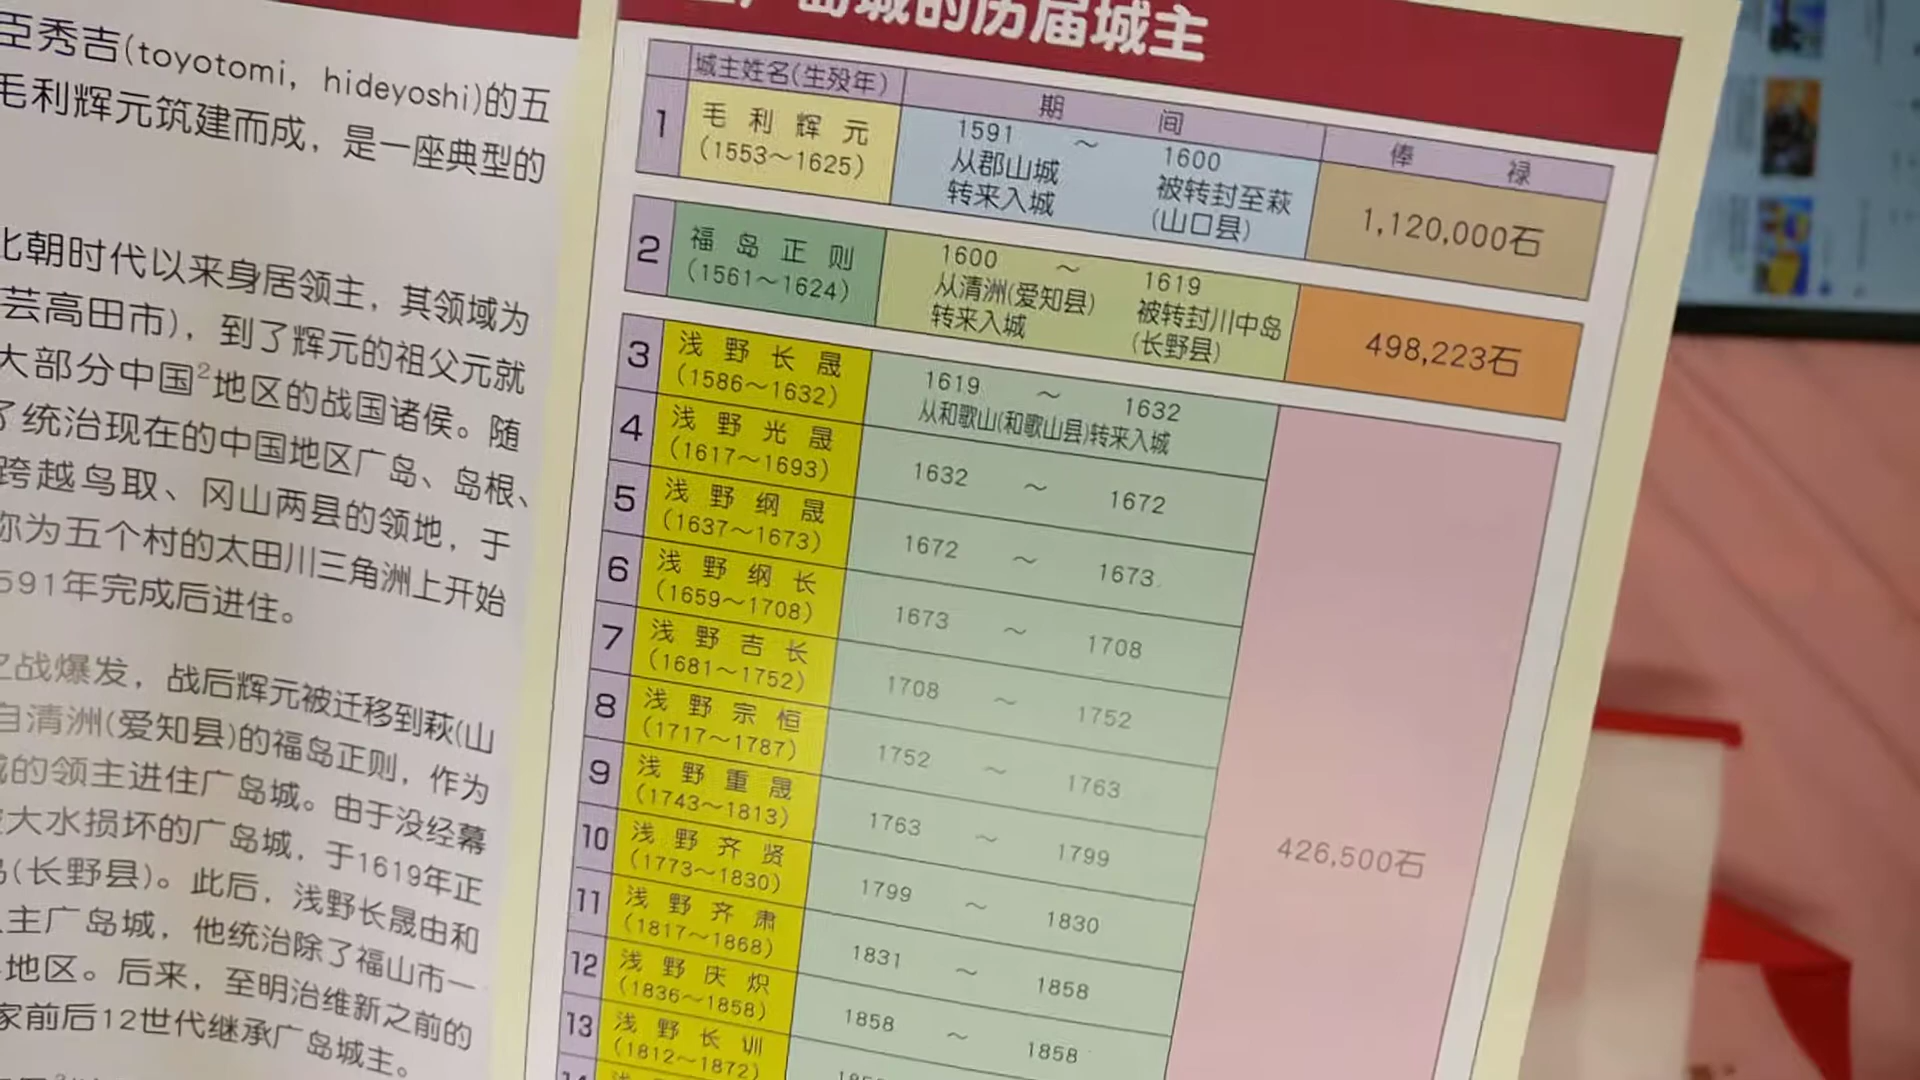 臣秀吉(toyotomi, hideyoshi)的五
毛利辉元筑建而成，是一座典型的
北朝时代以来身居领主，其领域为
芸高田市)，到了辉元的祖父元就
大部分中国2地区的战国诸侯。随
了统治现在的中国地区广岛、岛根、
跨越鸟取、冈山两县的领地，于
称为五个村的太田川三角洲上开始
591年完成后进住。
之战爆发，战后辉元被迁移到萩(山
自清洲(爱知县)的福岛正则，作为
城的领主进住广岛城。由于没经幕
大水损坏的广岛城，于1619年正
岛(长野县)。此后，浅野长晟由和
主广岛城，他统治除了福山市一
地区。后来，至明治维新之前的
家前后12世代继承广岛城主。
广岛城的历届城主
城主姓名(生殁年) 期 间 俸 禄
1 毛利辉元 (1553～1625) 1591 ～ 1600 从郡山城转来入城 被转封至萩(山口县) 1,120,000石
2 福岛正则 (1561～1624) 1600 ～ 1619 从清洲(爱知县)转来入城 被转封川中岛(长野县) 498,223石
3 浅野长晟 (1586～1632) 1619 ～ 1632 从和歌山(和歌山县)转来入城
4 浅野光晟 (1617～1693) 1632 ～ 1672
5 浅野纲晟 (1637～1673) 1672 ～ 1673
6 浅野纲长 (1659～1708) 1673 ～ 1708
7 浅野吉长 (1681～1752) 1708 ～ 1752
8 浅野宗恒 (1717～1787) 1752 ～ 1763
9 浅野重晟 (1743～1813) 1763 ～ 1799
10 浅野齐贤 (1773～1830) 1799 ～ 1830
11 浅野齐肃 (1817～1868) 1831 ～ 1858
12 浅野庆炽 (1836～1858) 1858 ～ 1858
13 浅野长训 (1812～1872)
426,500石